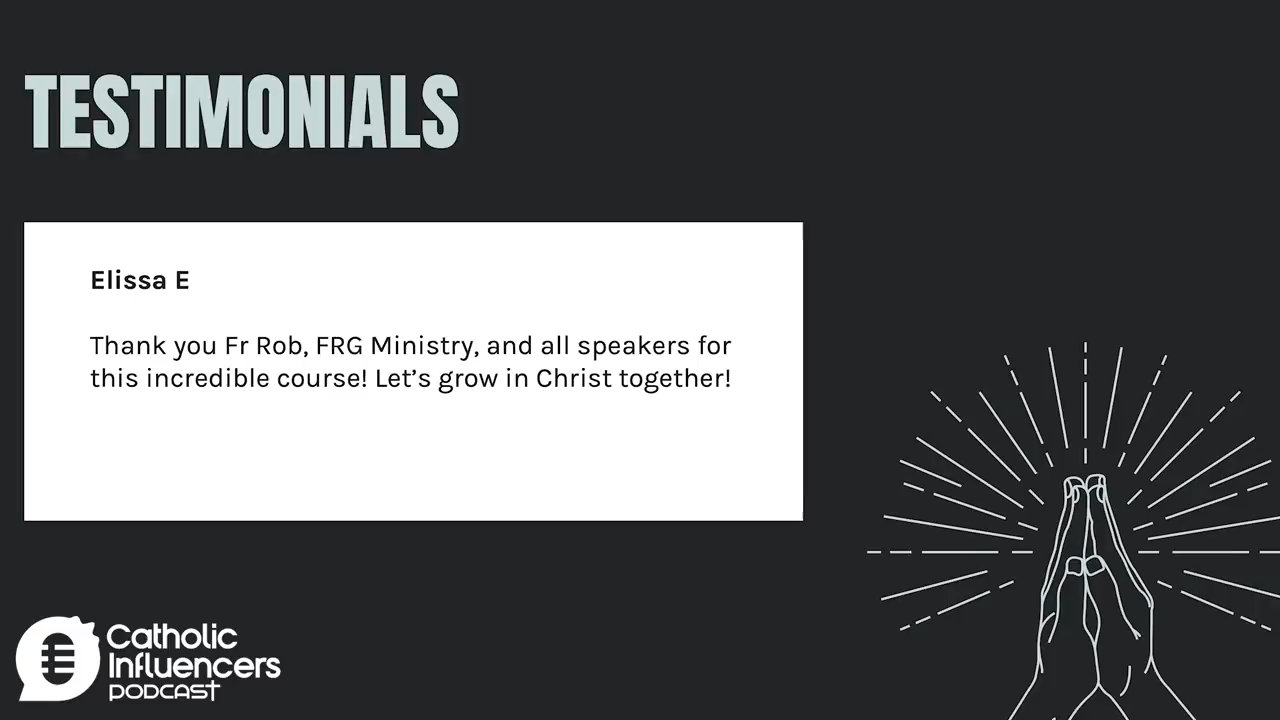 TESTIMONIALS
Elissa E
Thank you Fr Rob, FRG Ministry, and all speakers for
this incredible course! Let’s grow in Christ together!
Catholic
Influencers
PODCAST